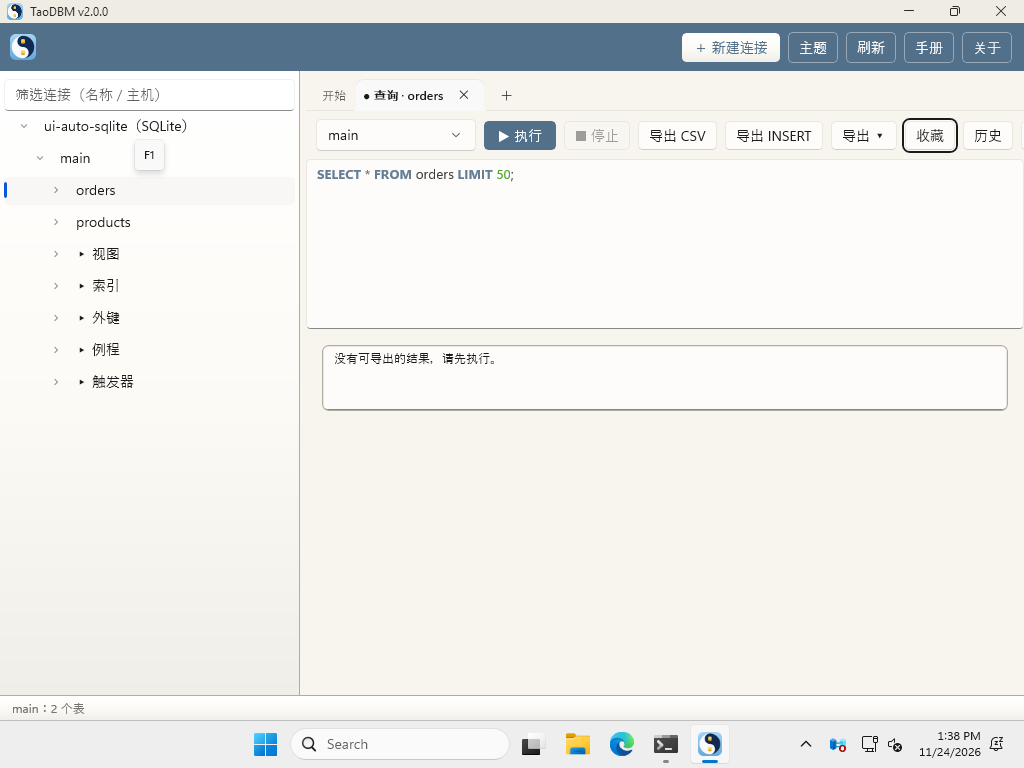 TaoDBM v2.0.0
+ 新建连接
主题
刷新
手册
关于
筛选连接（名称 / 主机）
ui-auto-sqlite（SQLite）
main
F1
orders
products
视图
索引
外键
例程
触发器
开始
● 查询 · orders
main
执行
停止
导出 CSV
导出 INSERT
导出
收藏
历史
SELECT * FROM orders LIMIT 50;
没有可导出的结果，请先执行。
main：2 个表
Search
1:38 PM
11/24/2026